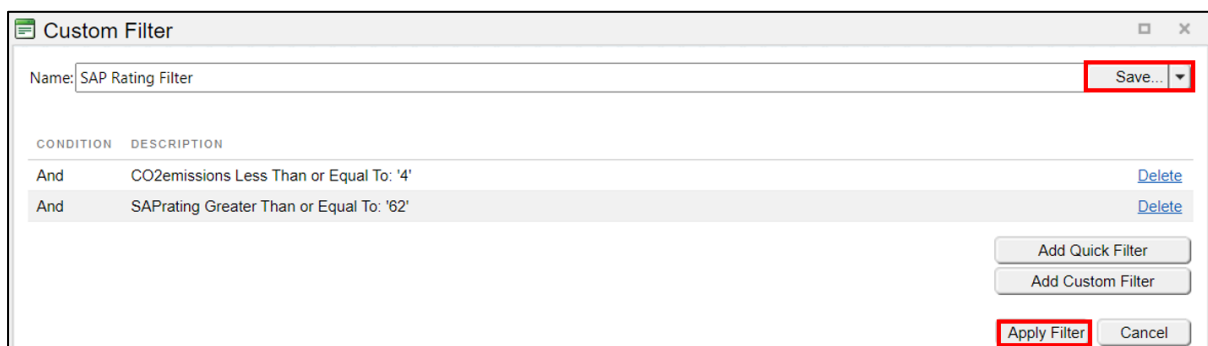 Custom Filter
Name: SAP Rating Filter Save...
CONDITION DESCRIPTION
And CO2emissions Less Than or Equal To: '4' Delete
And SAPrating Greater Than or Equal To: '62' Delete
Add Quick Filter
Add Custom Filter
Apply Filter Cancel